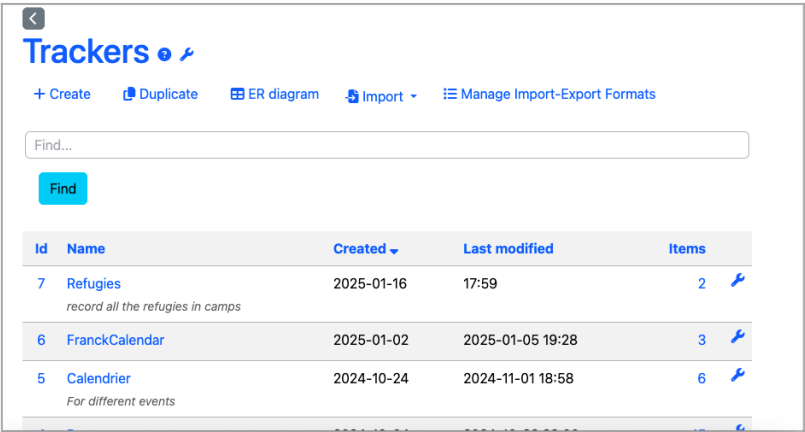 Trackers
Create Duplicate ER diagram Import Manage Import-Export Formats
Find...
Find
Id Name Created Last modified Items
7 Refugies 2025-01-16 17:59 2
record all the refugies in camps
6 FranckCalendar 2025-01-02 2025-01-05 19:28 3
5 Calendrier 2024-10-24 2024-11-01 18:58 6
For different events